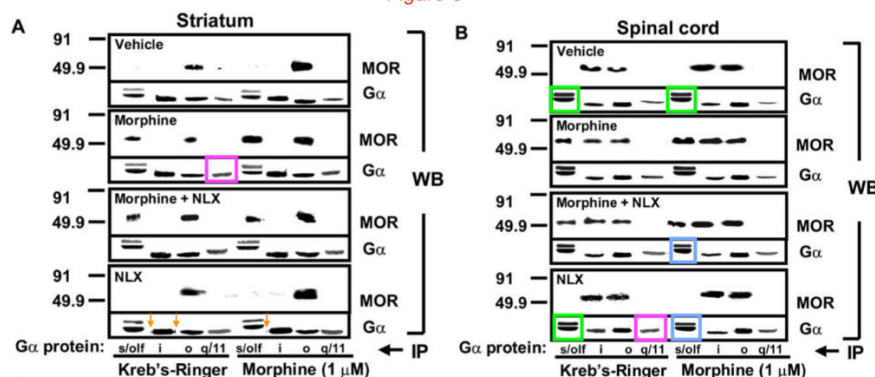 Striatum
A
91
49.9
Vehicle
MOR
Gα
91
49.9
Morphine
MOR
Gα
91
49.9
Morphine + NLX
MOR
Gα
91
49.9
NLX
MOR
Gα
WB
Gα protein: s/olf i o q/11 s/olf i o q/11
← IP
Kreb's-Ringer Morphine (1 μM)
Spinal cord
B
91
49.9
Vehicle
MOR
Gα
91
49.9
Morphine
MOR
Gα
91
49.9
Morphine + NLX
MOR
Gα
91
49.9
NLX
MOR
Gα
WB
Gα protein: s/olf i o q/11 s/olf i o q/11
← IP
Kreb's-Ringer Morphine (1 μM)